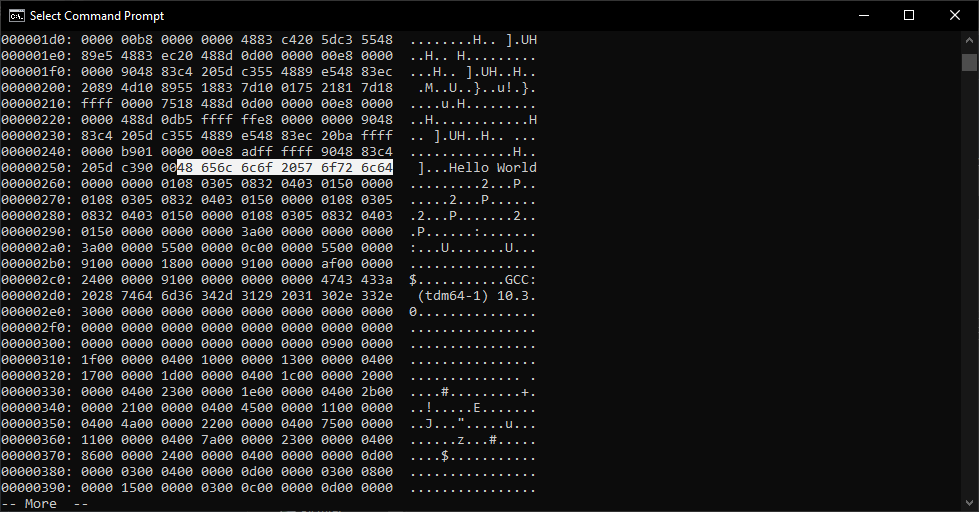 Select Command Prompt
000001d0: 0000 00b8 0000 0000 4883 c420 5dc3 5548  ........H.. ].UH
000001e0: 89e5 4883 ec20 488d 0d00 0000 00e8 0000  ..H.. H.........
000001f0: 0000 9048 83c4 205d c355 4889 e548 83ec  ...H.. ].UH..H..
00000200: 2089 4d10 8955 1883 7d10 0175 2181 7d18   .M..U..}..u!.}.
00000210: ffff 0000 7518 488d 0d00 0000 00e8 0000  ....u.H.........
00000220: 0000 488d 0db5 ffff ffe8 0000 0000 9048  ..H............H
00000230: 83c4 205d c355 4889 e548 83ec 20ba ffff  .. ].UH..H.. ...
00000240: 0000 b901 0000 00e8 adff ffff 9048 83c4  .............H..
00000250: 205d c390 0048 656c 6c6f 2057 6f72 6c64   ]...Hello World
00000260: 0000 0000 0108 0305 0832 0403 0150 0000  .........2...P..
00000270: 0108 0305 0832 0403 0150 0000 0108 0305  .....2...P......
00000280: 0832 0403 0150 0000 0108 0305 0832 0403  .2...P.......2..
00000290: 0150 0000 0000 0000 3a00 0000 0000 0000  .P......:.......
000002a0: 3a00 0000 5500 0000 0c00 0000 5500 0000  :...U.......U...
000002b0: 9100 0000 1800 0000 9100 0000 af00 0000  ................
000002c0: 2400 0000 9100 0000 0000 0000 4743 433a  $...........GCC:
000002d0: 2028 7464 6d36 342d 3129 2031 302e 332e   (tdm64-1) 10.3.
000002e0: 3000 0000 0000 0000 0000 0000 0000 0000  0...............
000002f0: 0000 0000 0000 0000 0000 0000 0000 0000  ................
00000300: 0000 0000 0000 0000 0000 0000 0900 0000  ................
00000310: 1f00 0000 0400 1000 0000 1300 0000 0400  ................
00000320: 1700 0000 1d00 0000 0400 1c00 0000 2000  .............. .
00000330: 0000 0400 2300 0000 1e00 0000 0400 2b00  ....#.........+.
00000340: 0000 2100 0000 0400 4500 0000 1100 0000  ..!.....E.......
00000350: 0400 4a00 0000 2200 0000 0400 7500 0000  ..J...".....u...
00000360: 1100 0000 0400 7a00 0000 2300 0000 0400  ......z...#.....
00000370: 8600 0000 2400 0000 0400 0000 0000 0d00  ....$...........
00000380: 0000 0300 0400 0000 0d00 0000 0300 0800  ................
00000390: 0000 1500 0000 0300 0c00 0000 0d00 0000  ................
-- More  --